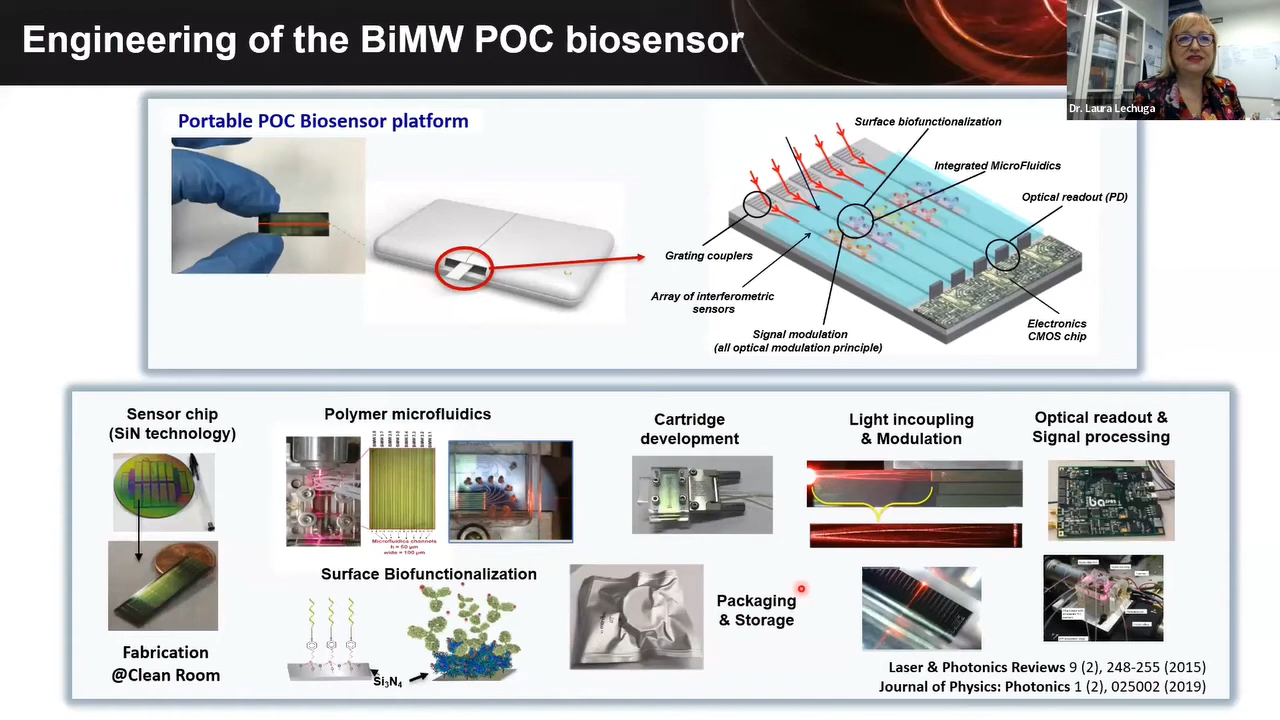 Engineering of the BiMW POC biosensor
Dr. Laura Lechuga
Portable POC Biosensor platform
Surface biofunctionalization
Integrated MicroFluidics
Optical readout (PD)
Grating couplers
Array of interferometric
sensors
Signal modulation
(all optical modulation principle)
Electronics
CMOS chip
Sensor chip
(SiN technology)
Polymer microfluidics
Cartridge
development
Light incoupling
& Modulation
Optical readout &
Signal processing
Microfluidics channels
h = 50 µm
wide = 100 µm
Surface Biofunctionalization
Packaging
& Storage
Fabrication
@Clean Room
Si₃N₄
Laser & Photonics Reviews 9 (2), 248-255 (2015)
Journal of Physics: Photonics 1 (2), 025002 (2019)